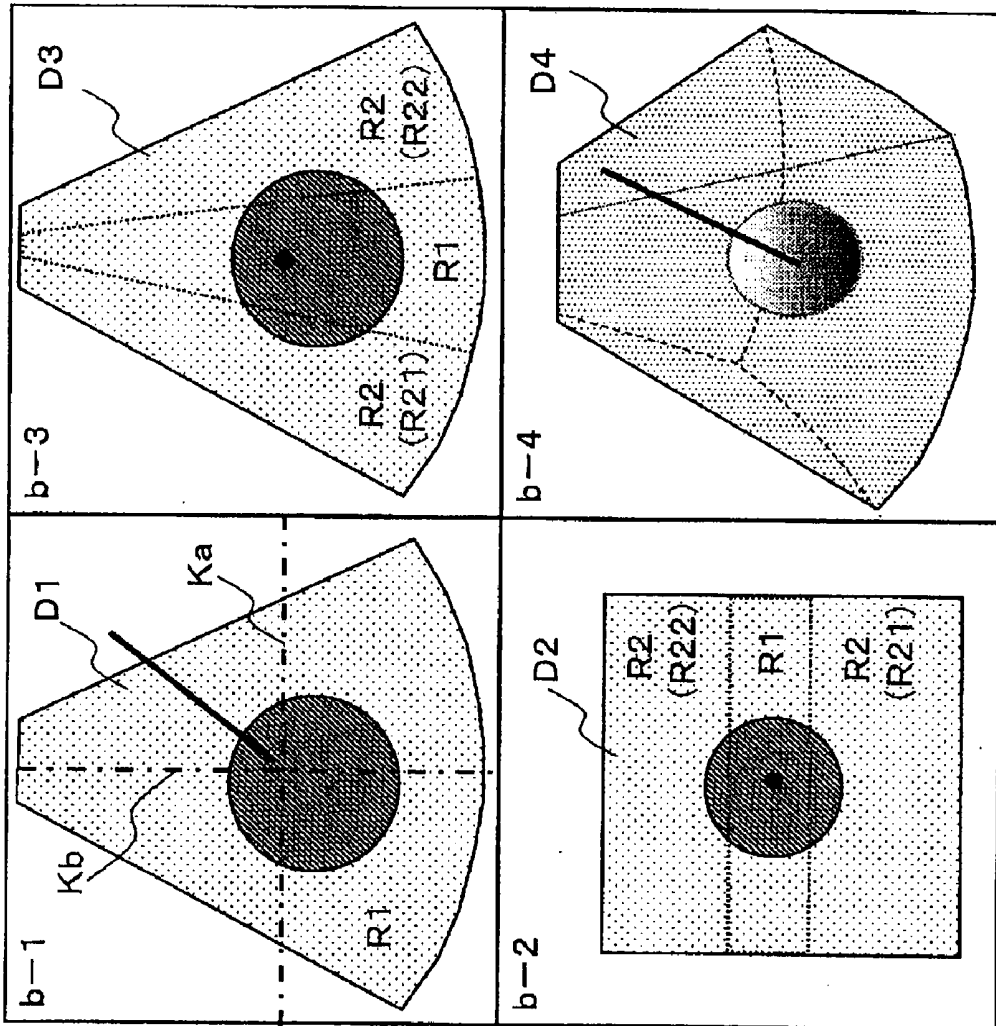 b-1
D1
Ka
Kb
R1
b-2
D2
R2
(R22)
R1
R2
(R21)
b-3
D3
R2
(R21)
R1
R2
(R22)
b-4
D4